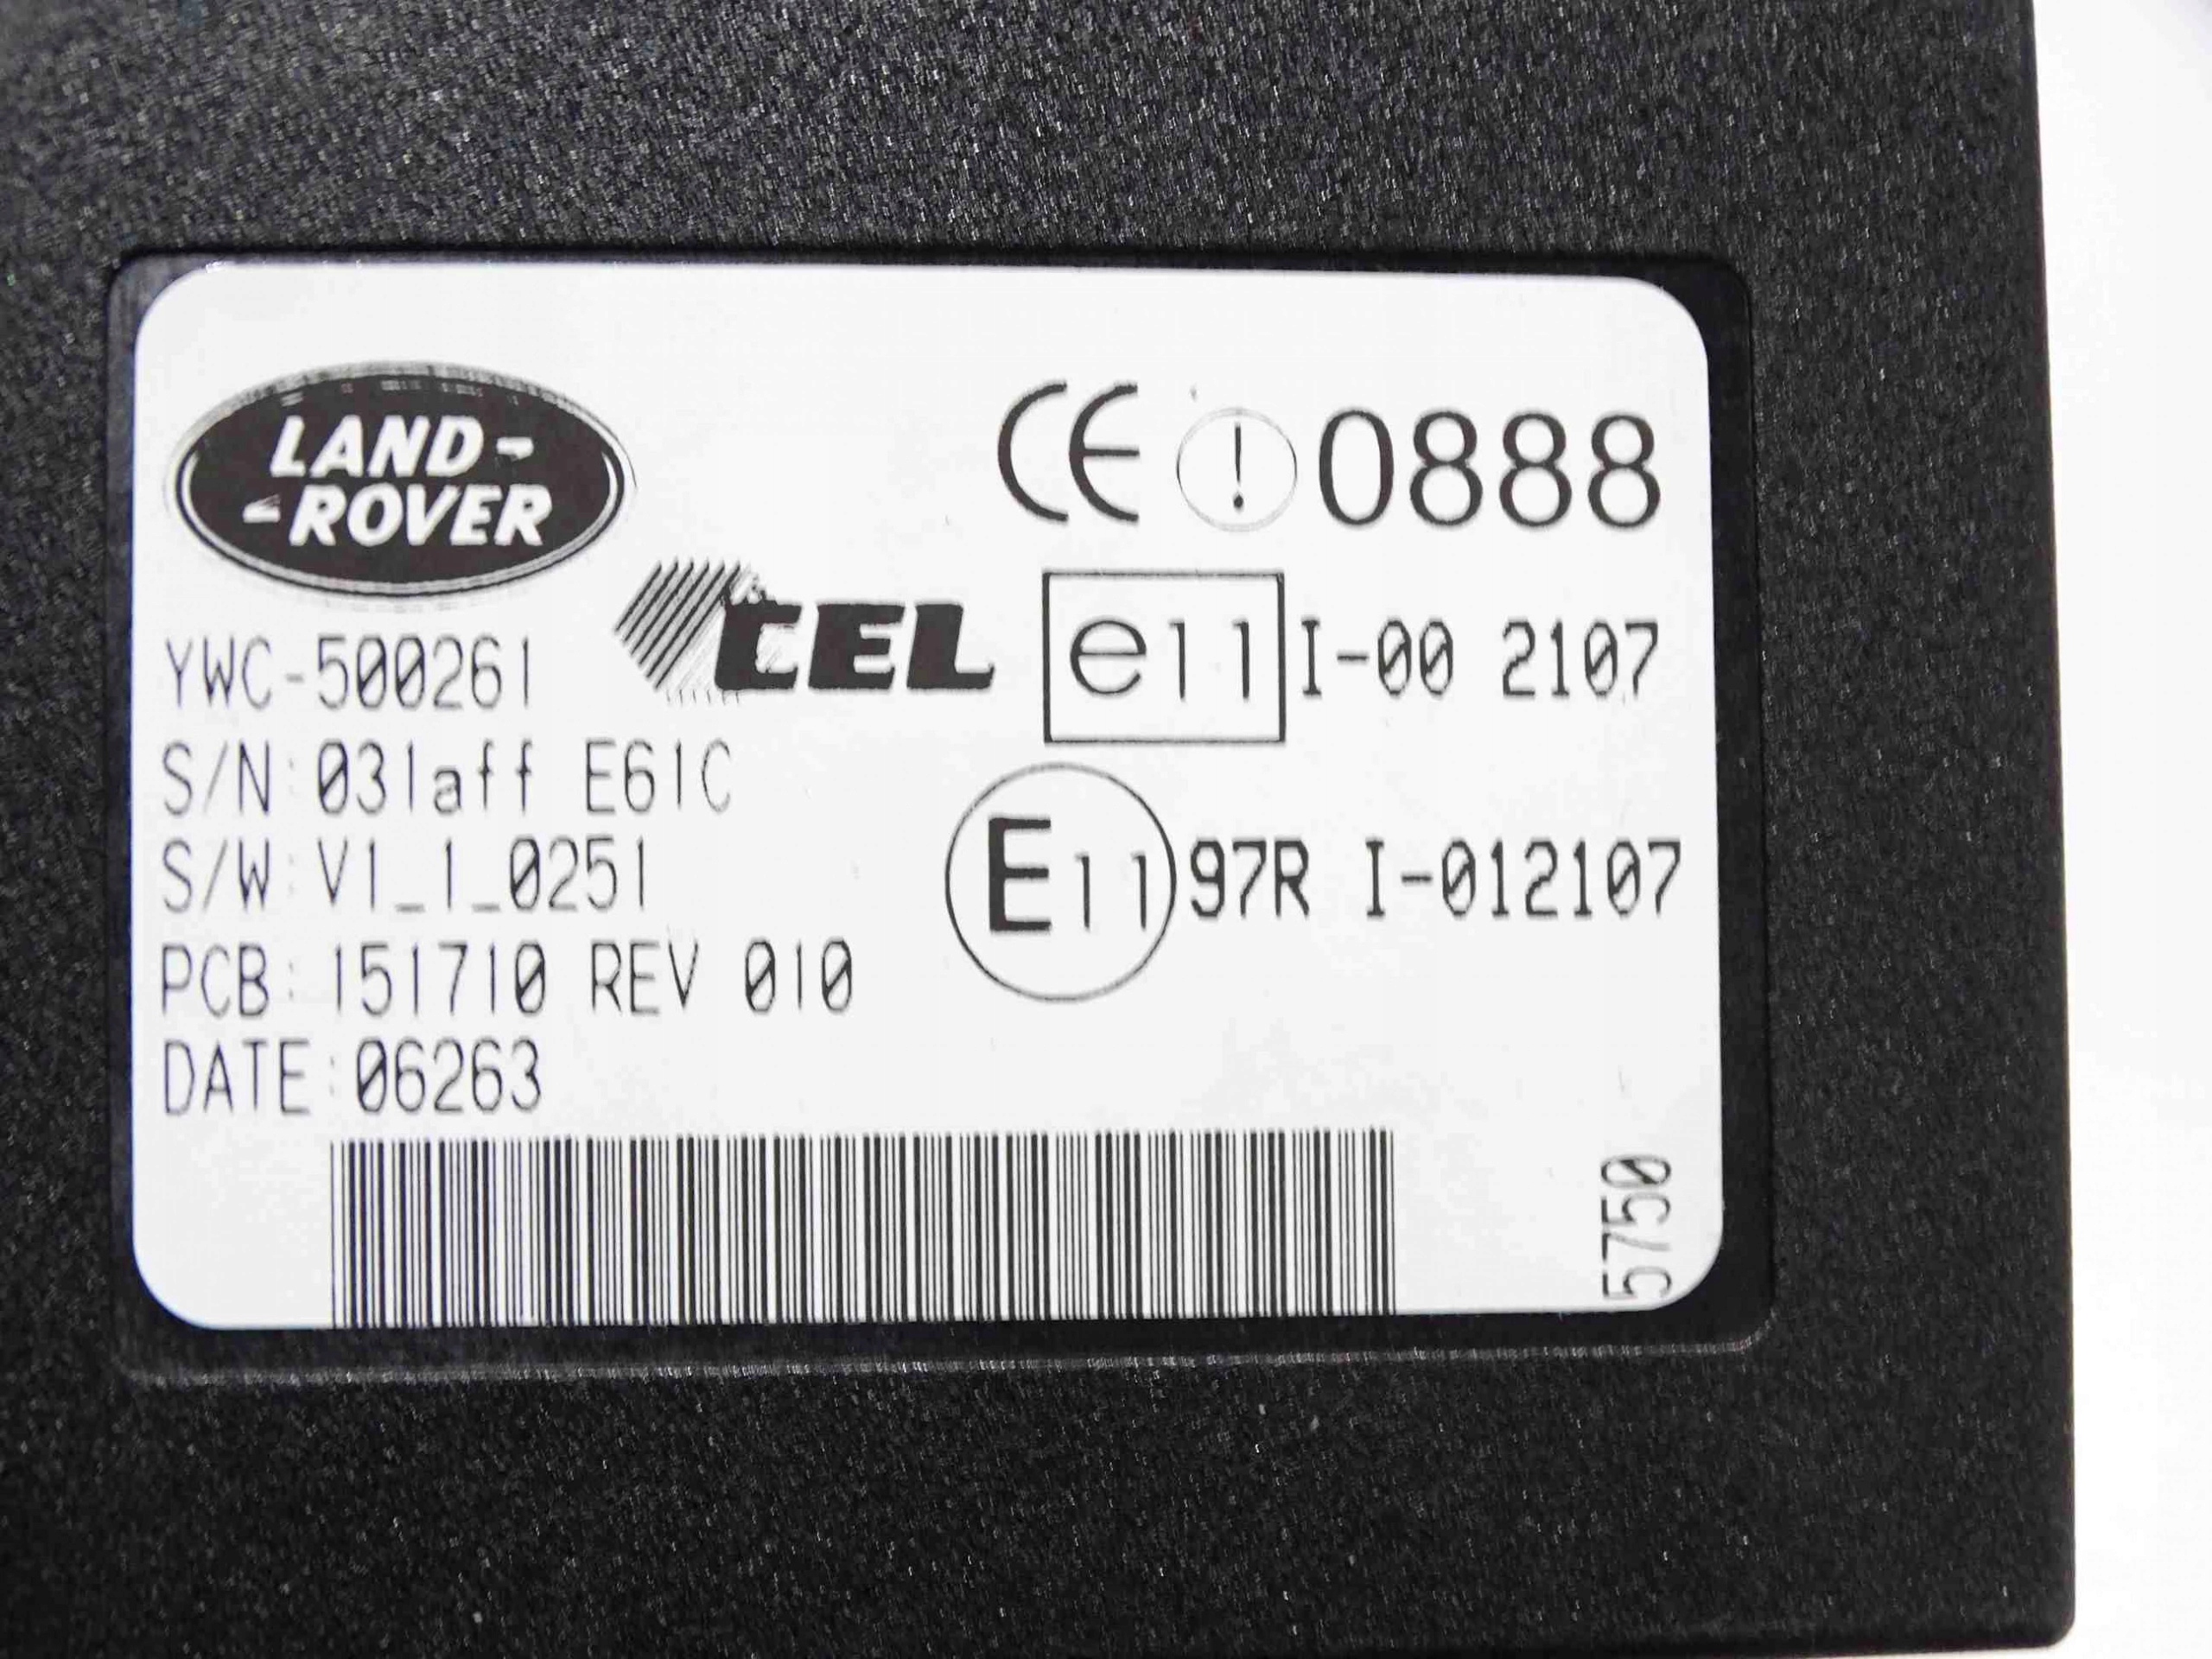 LAND-
-ROVER
CE ! 0888
TEL
e11 I-00 2107
YWC-500261
S/N:031aff E61C
S/W:V1_1_0251
E11 97R I-012107
PCB: 151710 REV 010
DATE:06263
5750